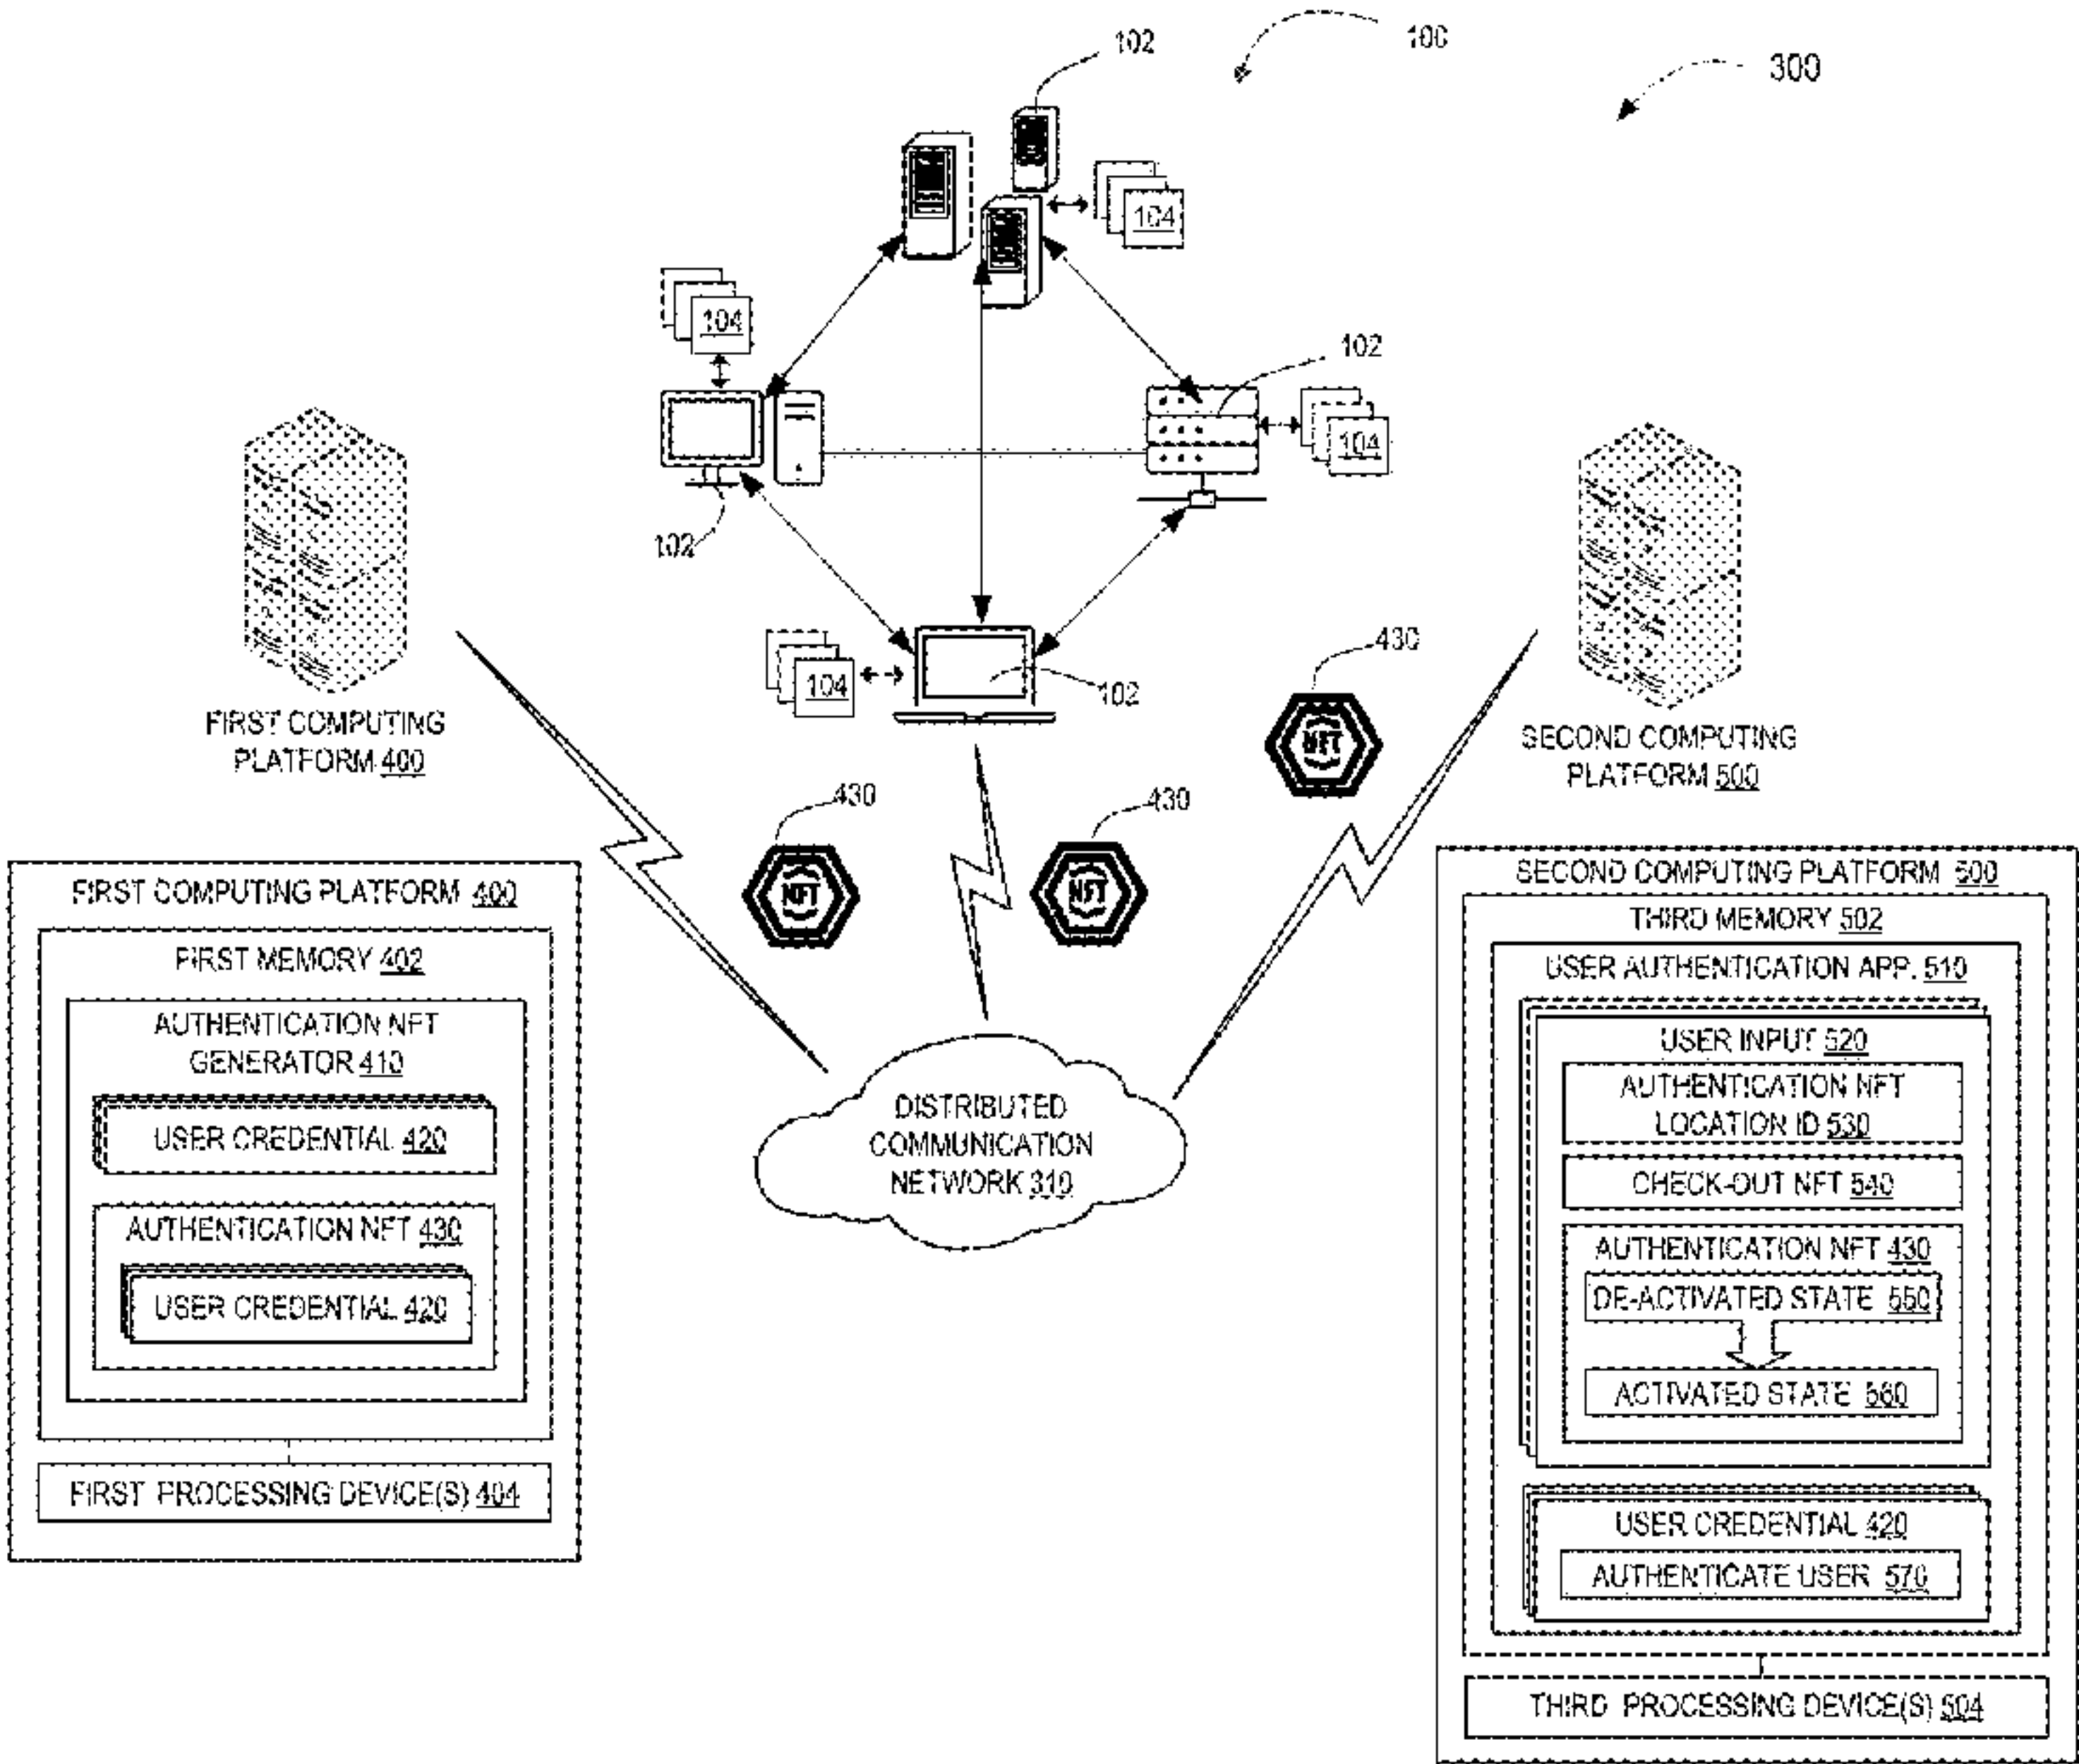 102
100
300
104
104
102
104
102
104
102
430
FIRST COMPUTING
PLATFORM 400
SECOND COMPUTING
PLATFORM 500
NFT
430
430
NFT
NFT
FIRST COMPUTING PLATFORM 400
FIRST MEMORY 402
AUTHENTICATION NFT
GENERATOR 410
USER CREDENTIAL 420
AUTHENTICATION NFT 430
USER CREDENTIAL 420
FIRST PROCESSING DEVICE(S) 404
DISTRIBUTED
COMMUNICATION
NETWORK 310
SECOND COMPUTING PLATFORM 500
THIRD MEMORY 502
USER AUTHENTICATION APP. 510
USER INPUT 520
AUTHENTICATION NFT
LOCATION ID 530
CHECK-OUT NFT 540
AUTHENTICATION NFT 430
DE-ACTIVATED STATE 550
ACTIVATED STATE 560
USER CREDENTIAL 420
AUTHENTICATE USER 570
THIRD PROCESSING DEVICE(S) 504